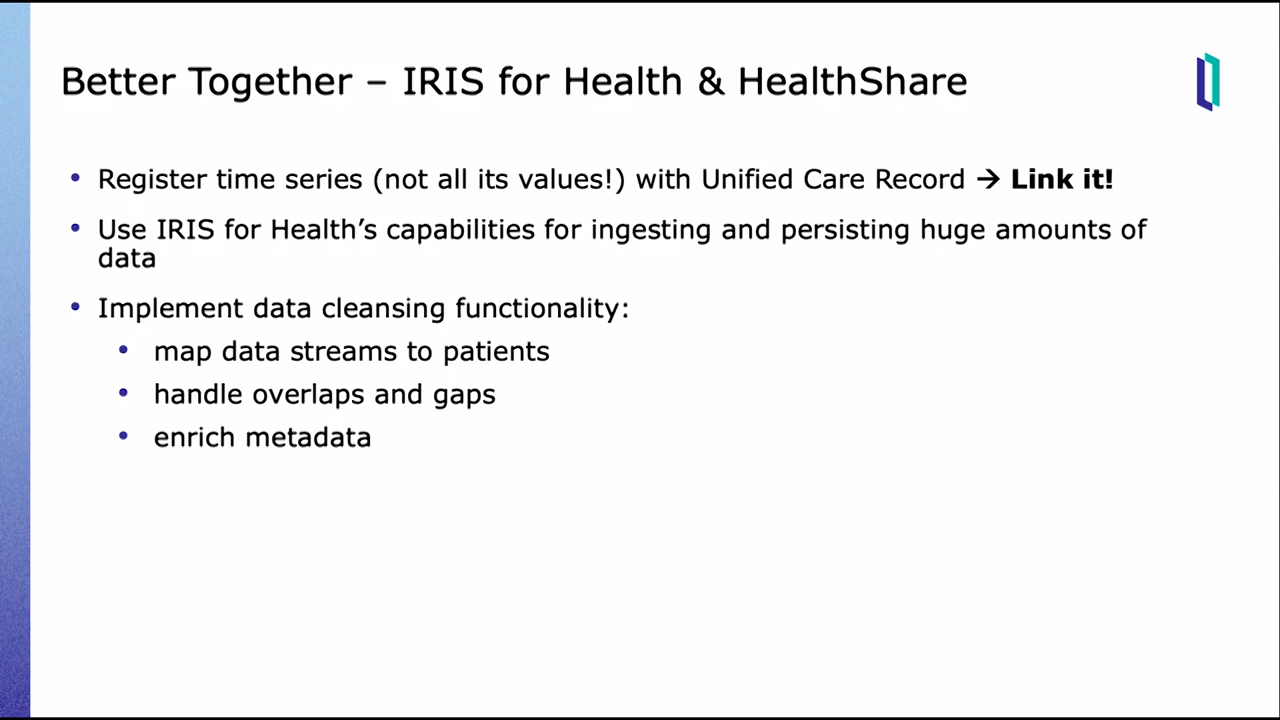 Better Together – IRIS for Health & HealthShare
• Register time series (not all its values!) with Unified Care Record → Link it!
• Use IRIS for Health’s capabilities for ingesting and persisting huge amounts of
data
• Implement data cleansing functionality:
• map data streams to patients
• handle overlaps and gaps
• enrich metadata